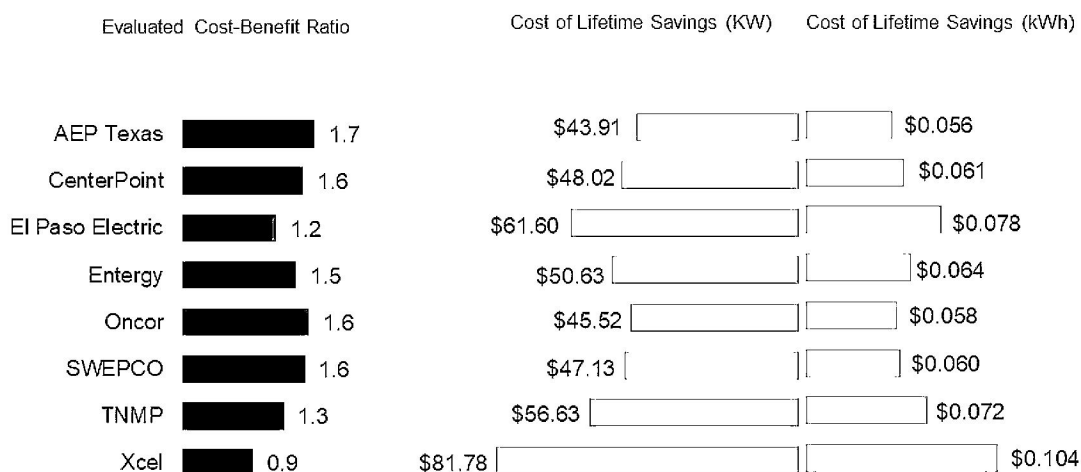 Evaluated Cost-Benefit Ratio Cost of Lifetime Savings (KW) Cost of Lifetime Savings (kWh)
AEP Texas 1.7 $43.91 $0.056
CenterPoint 1.6 $48.02 $0.061
El Paso Electric 1.2 $61.60 $0.078
Entergy 1.5 $50.63 $0.064
Oncor 1.6 $45.52 $0.058
SWEPCO 1.6 $47.13 $0.060
TNMP 1.3 $56.63 $0.072
Xcel 0.9 $81.78 $0.104